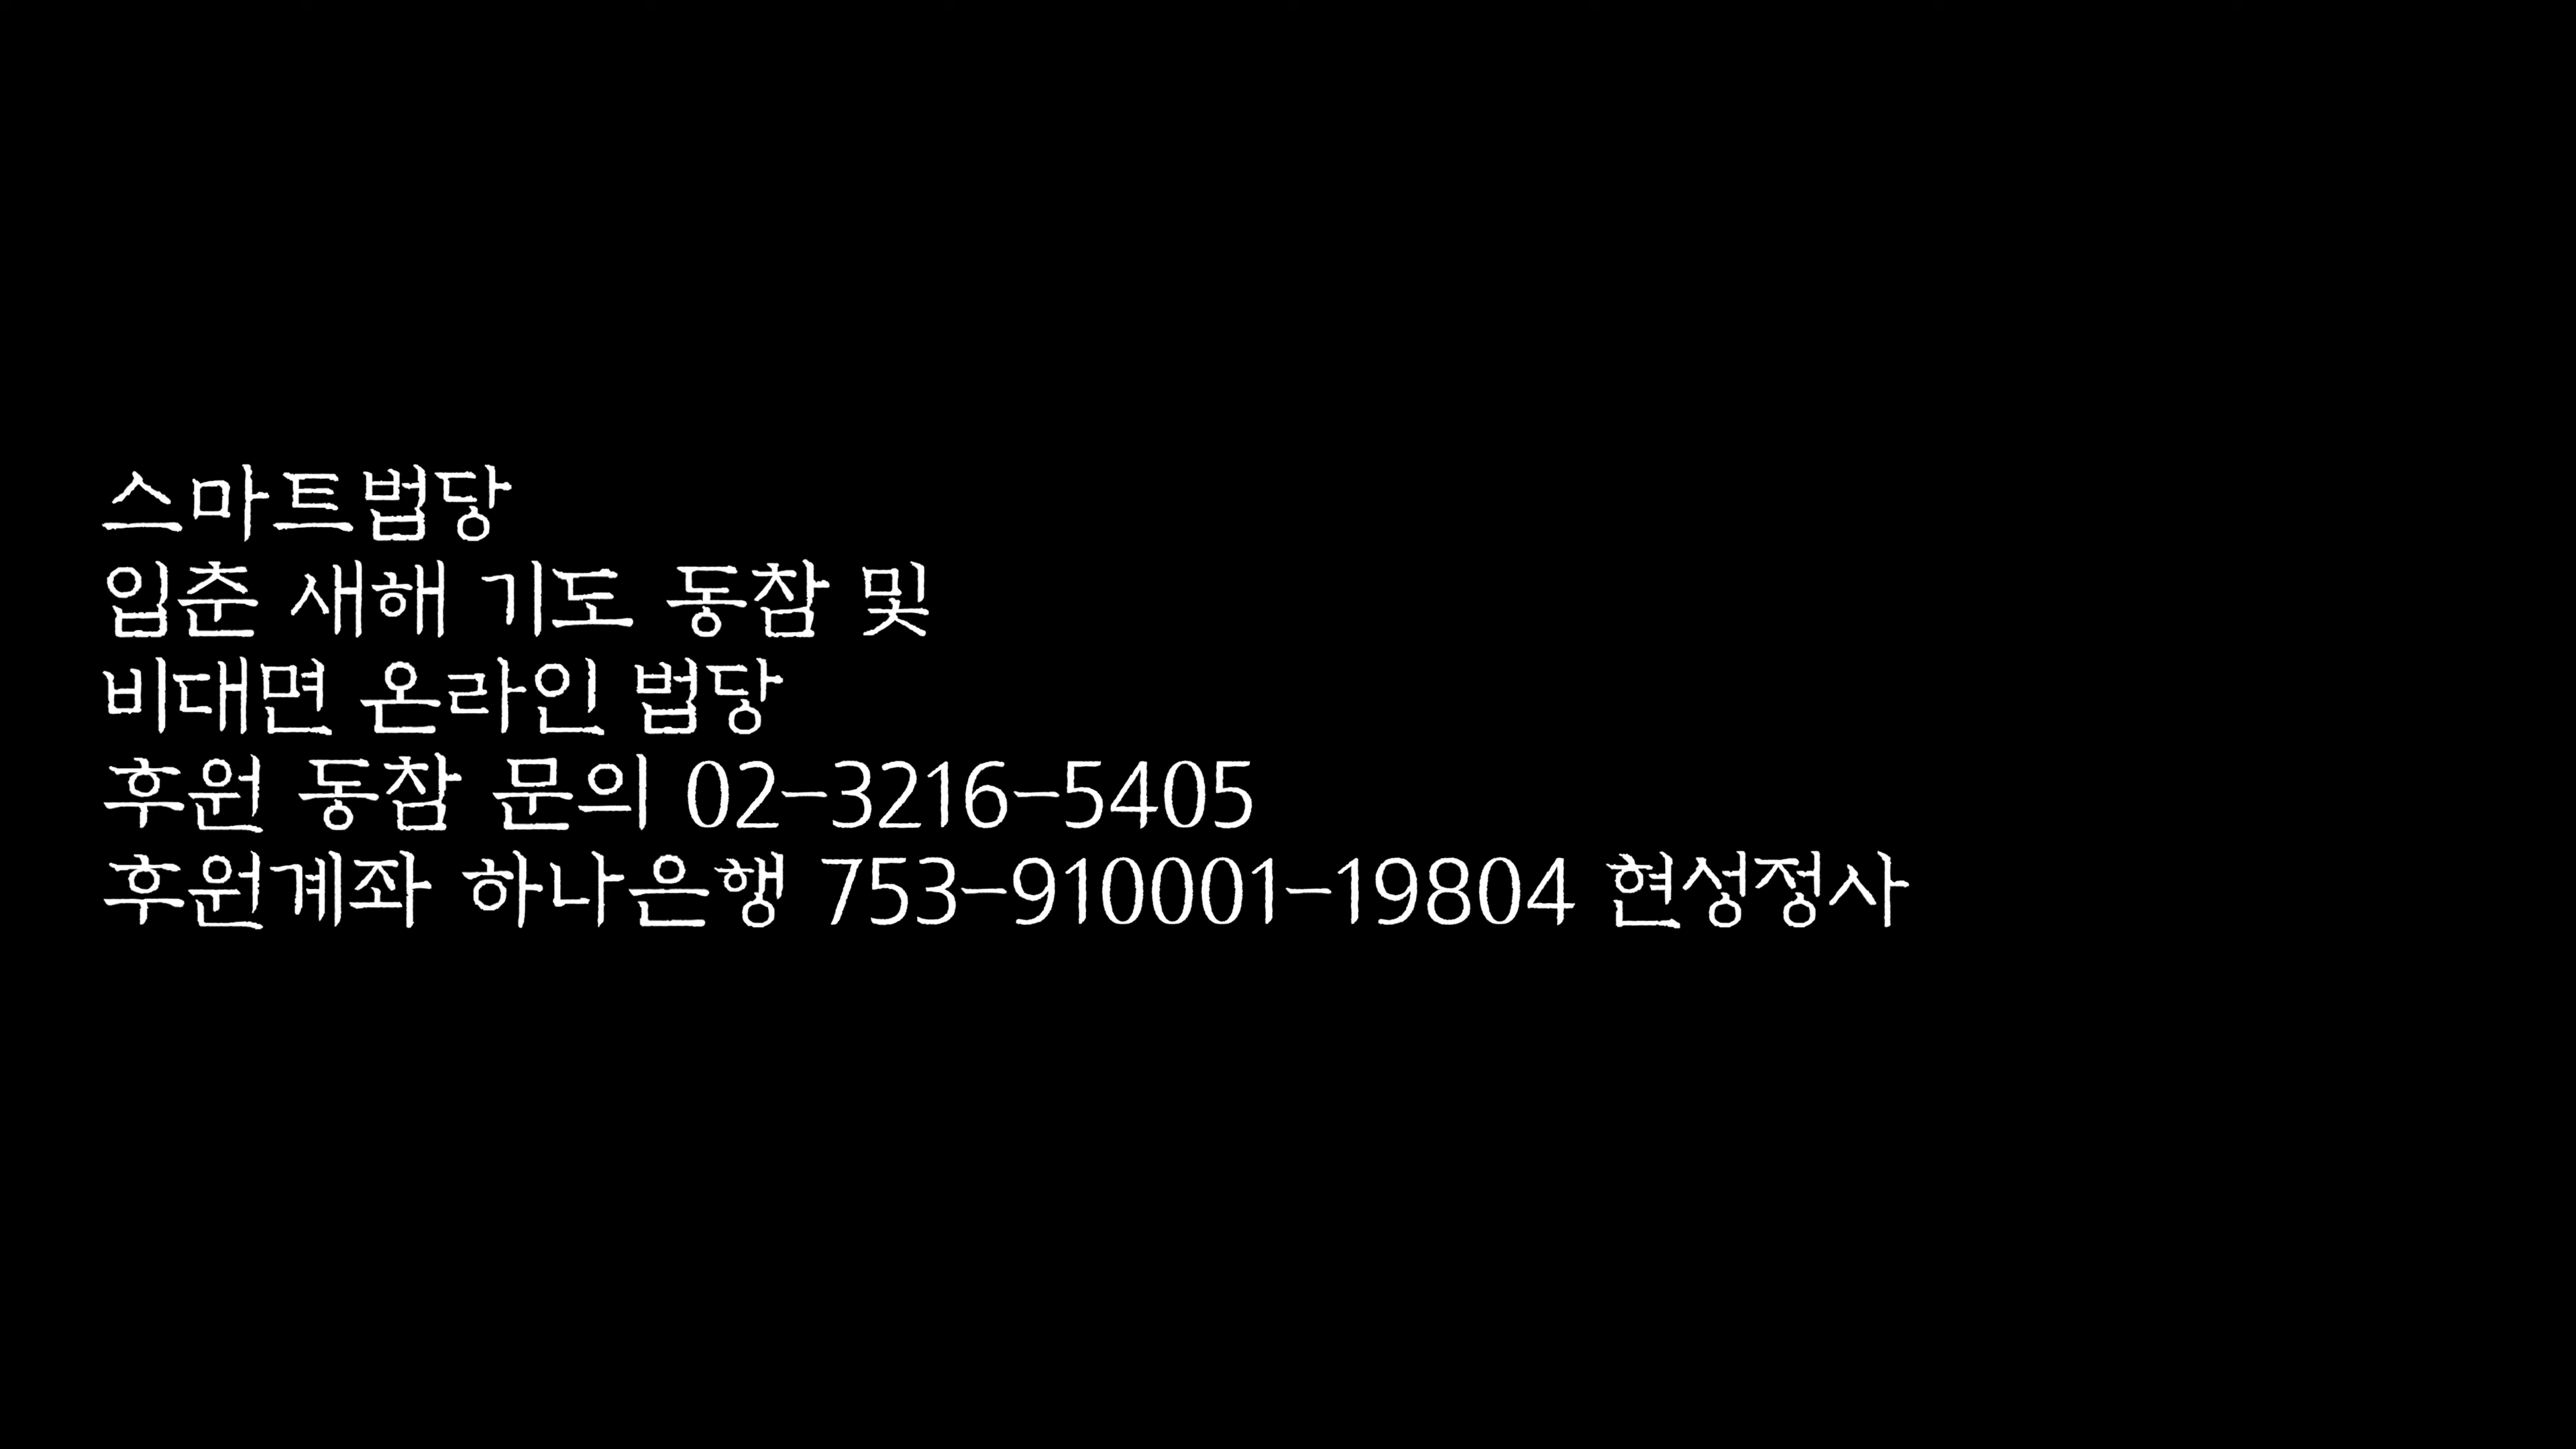 스마트법당
입춘 새해 기도 동참 및
비대면 온라인 법당
후원 동참 문의 02-3216-5405
후원계좌 하나은행 753-910001-19804 현성정사